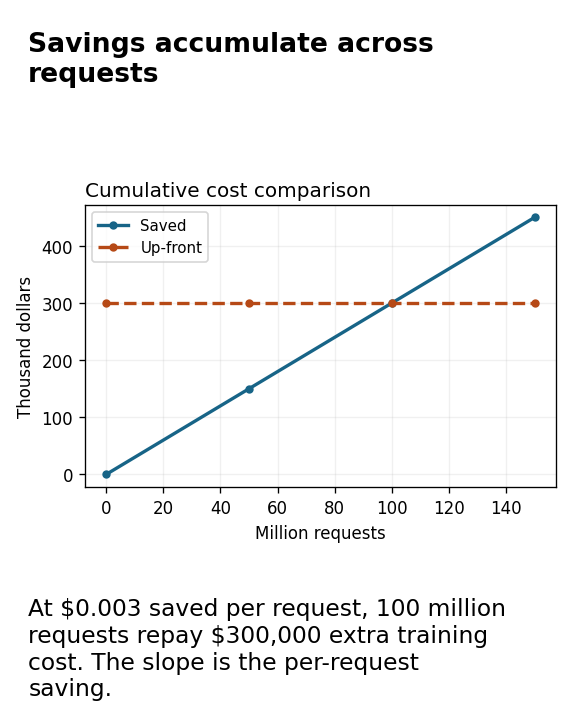 Savings accumulate across
requests
Cumulative cost comparison
Saved
Up-front
400
300
200
100
0
Thousand dollars
0 20 40 60 80 100 120 140
Million requests
At $0.003 saved per request, 100 million
requests repay $300,000 extra training
cost. The slope is the per-request
saving.